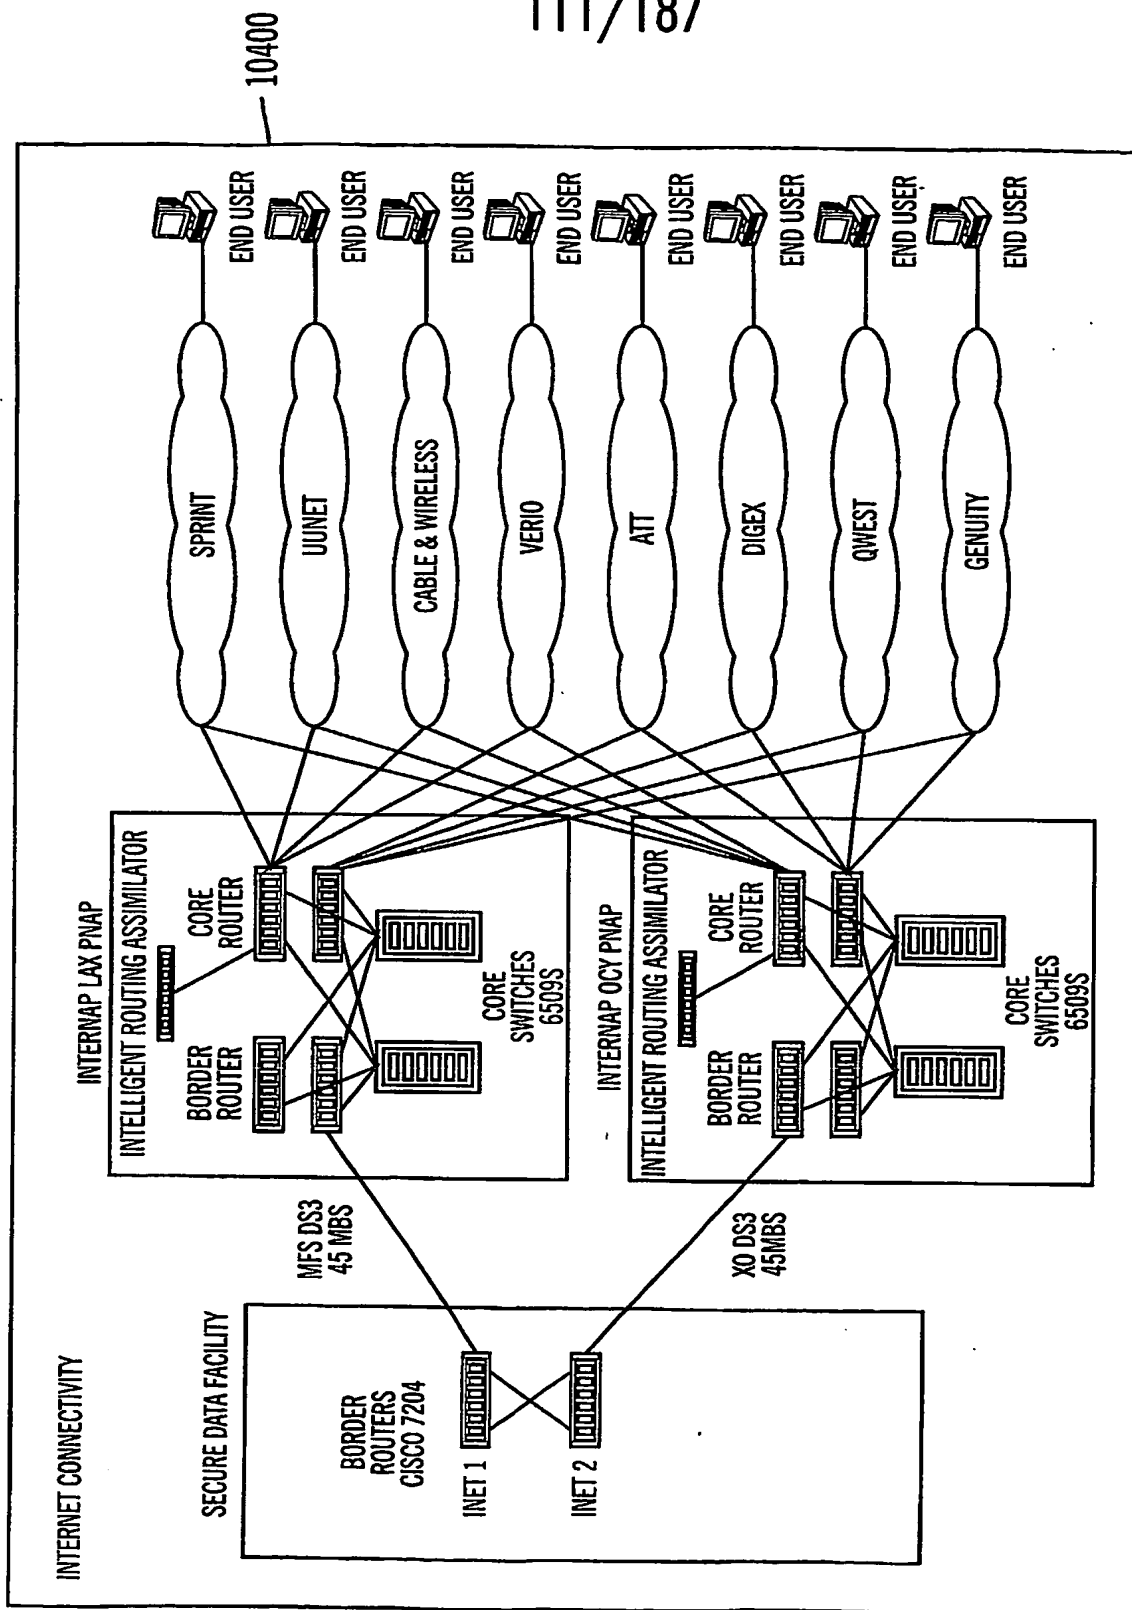 111/187
10400
INTERNET CONNECTIVITY
SECURE DATA FACILITY
BORDER
ROUTERS
CISCO 7204
INET 1
INET 2
MFS DS3
45 MBS
XO DS3
45MBS
INTERNAP LAX PNAP
INTELLIGENT ROUTING ASSIMILATOR
BORDER
ROUTER
CORE
ROUTER
CORE
SWITCHES
6509S
INTERNAP OCY PNAP
INTELLIGENT ROUTING ASSIMILATOR
BORDER
ROUTER
CORE
ROUTER
CORE
SWITCHES
6509S
SPRINT
END USER
UUNET
END USER
CABLE & WIRELESS
END USER
VERIO
END USER
ATT
END USER
DIGEX
END USER
QWEST
END USER
GENUITY
END USER